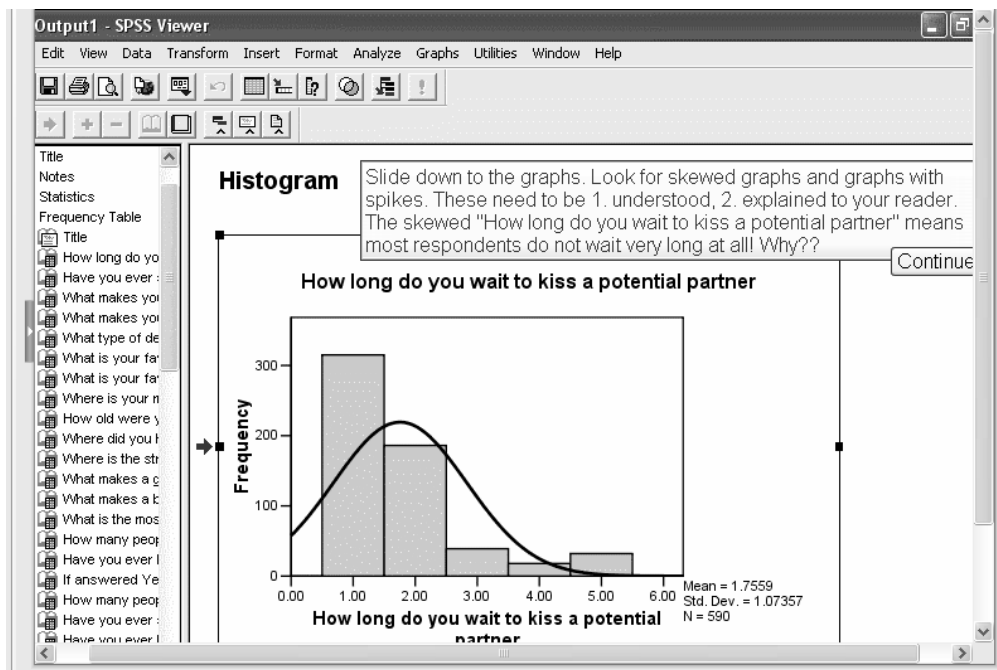 Output1 - SPSS Viewer
Edit View Data Transform Insert Format Analyze Graphs Utilities Window Help
Title
Notes
Statistics
Frequency Table
Title
How long do yo
Have you ever :
What makes you
What makes you
What type of de
What is your fa
What is your fa
Where is your m
How old were y
Where did you
Where is the str
What makes a g
What makes a b
What is the mos
How many peop
Have you ever l
If answered Ye
How many peop
Have you ever :
Have you ever l
Histogram
Slide down to the graphs. Look for skewed graphs and graphs with
spikes. These need to be 1. understood, 2. explained to your reader.
The skewed "How long do you wait to kiss a potential partner" means
most respondents do not wait very long at all! Why??
Continue
How long do you wait to kiss a potential partner
Frequency
300
200
100
0
0.00 1.00 2.00 3.00 4.00 5.00 6.00
How long do you wait to kiss a potential
partner
Mean = 1.7559
Std. Dev. = 1.07357
N = 590